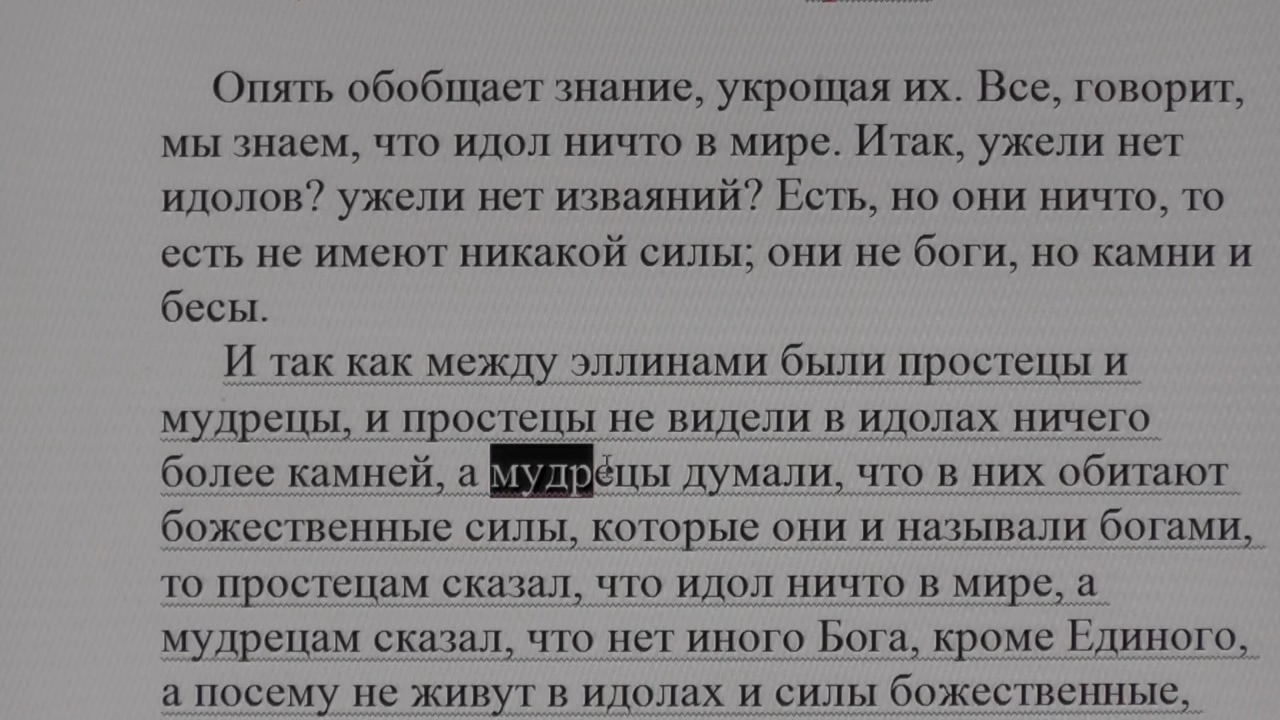 Опять обобщает знание, укрощая их. Все, говорит,
мы знаем, что идол ничто в мире. Итак, ужели нет
идолов? ужели нет изваяний? Есть, но они ничто, то
есть не имеют никакой силы; они не боги, но камни и
бесы.
И так как между эллинами были простецы и
мудрецы, и простецы не видели в идолах ничего
более камней, а мудрецы думали, что в них обитают
божественные силы, которые они и называли богами,
то простецам сказал, что идол ничто в мире, а
мудрецам сказал, что нет иного Бога, кроме Единого,
а посему не живут в идолах и силы божественные,